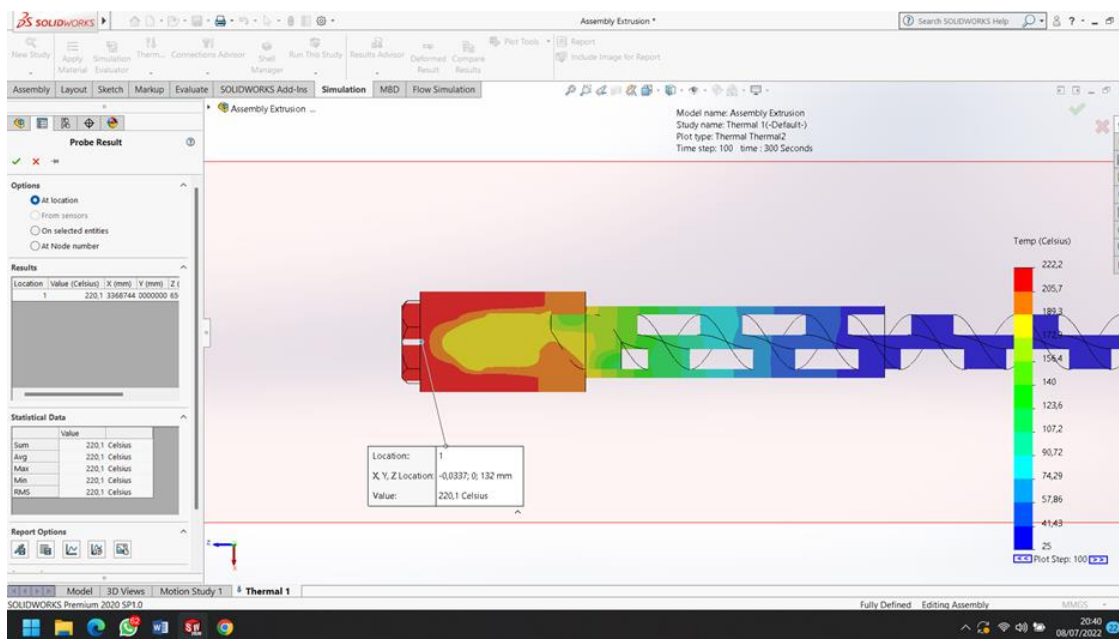 SOLIDWORKS
Assembly Extrusion *
Search SOLIDWORKS Help
New Study
Apply Material
Simulation Evaluator
Therm...
Connections Advisor
Shell Manager
Run This Study
Results Advisor
Deformed Result
Compare Results
Plot Tools
Report
Include Image for Report
Assembly Layout Sketch Markup Evaluate SOLIDWORKS Add-Ins Simulation MBD Flow Simulation
Assembly Extrusion ...
Model name: Assembly Extrusion
Study name: Thermal 1(-Default-)
Plot type: Thermal Thermal2
Time step: 100 time : 300 Seconds
Probe Result
Options
At location
From sensors
On selected entities
At Node number
Results
Location Value (Celsius) X (mm) Y (mm) Z (
1 220,1 3368744 0000000 65
Statistical Data
Value
Sum 220,1 Celsius
Avg 220,1 Celsius
Max 220,1 Celsius
Min 220,1 Celsius
RMS 220,1 Celsius
Report Options
Location: 1
X, Y, Z Location: -0,0337; 0; 132 mm
Value: 220,1 Celsius
Temp (Celsius)
222,2
205,7
189,3
172,9
156,4
140
123,6
107,2
90,72
74,29
57,86
41,43
25
Plot Step: 100
Model 3D Views Motion Study 1 Thermal 1
SOLIDWORKS Premium 2020 SP1.0
Fully Defined Editing Assembly MMGS
20:40
08/07/2022